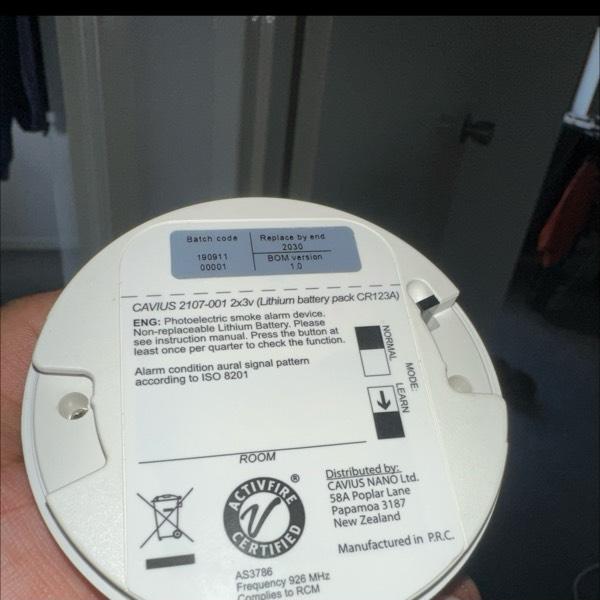 Batch code
190911
00001
Replace by end
2030
BOM version
1.0
CAVIUS 2107-001 2x3v (Lithium battery pack CR123A)
ENG: Photoelectric smoke alarm device.
Non-replaceable Lithium Battery. Please
see instruction manual. Press the button at
least once per quarter to check the function.
Alarm condition aural signal pattern
according to ISO 8201
NORMAL
MODE:
LEARN
ROOM
ACTIVFIRE®
CERTIFIED
Distributed by:
CAVIUS NANO Ltd.
58A Poplar Lane
Papamoa 3187
New Zealand
Manufactured in P.R.C.
AS3786
Frequency 926 MHz
Complies to RCM